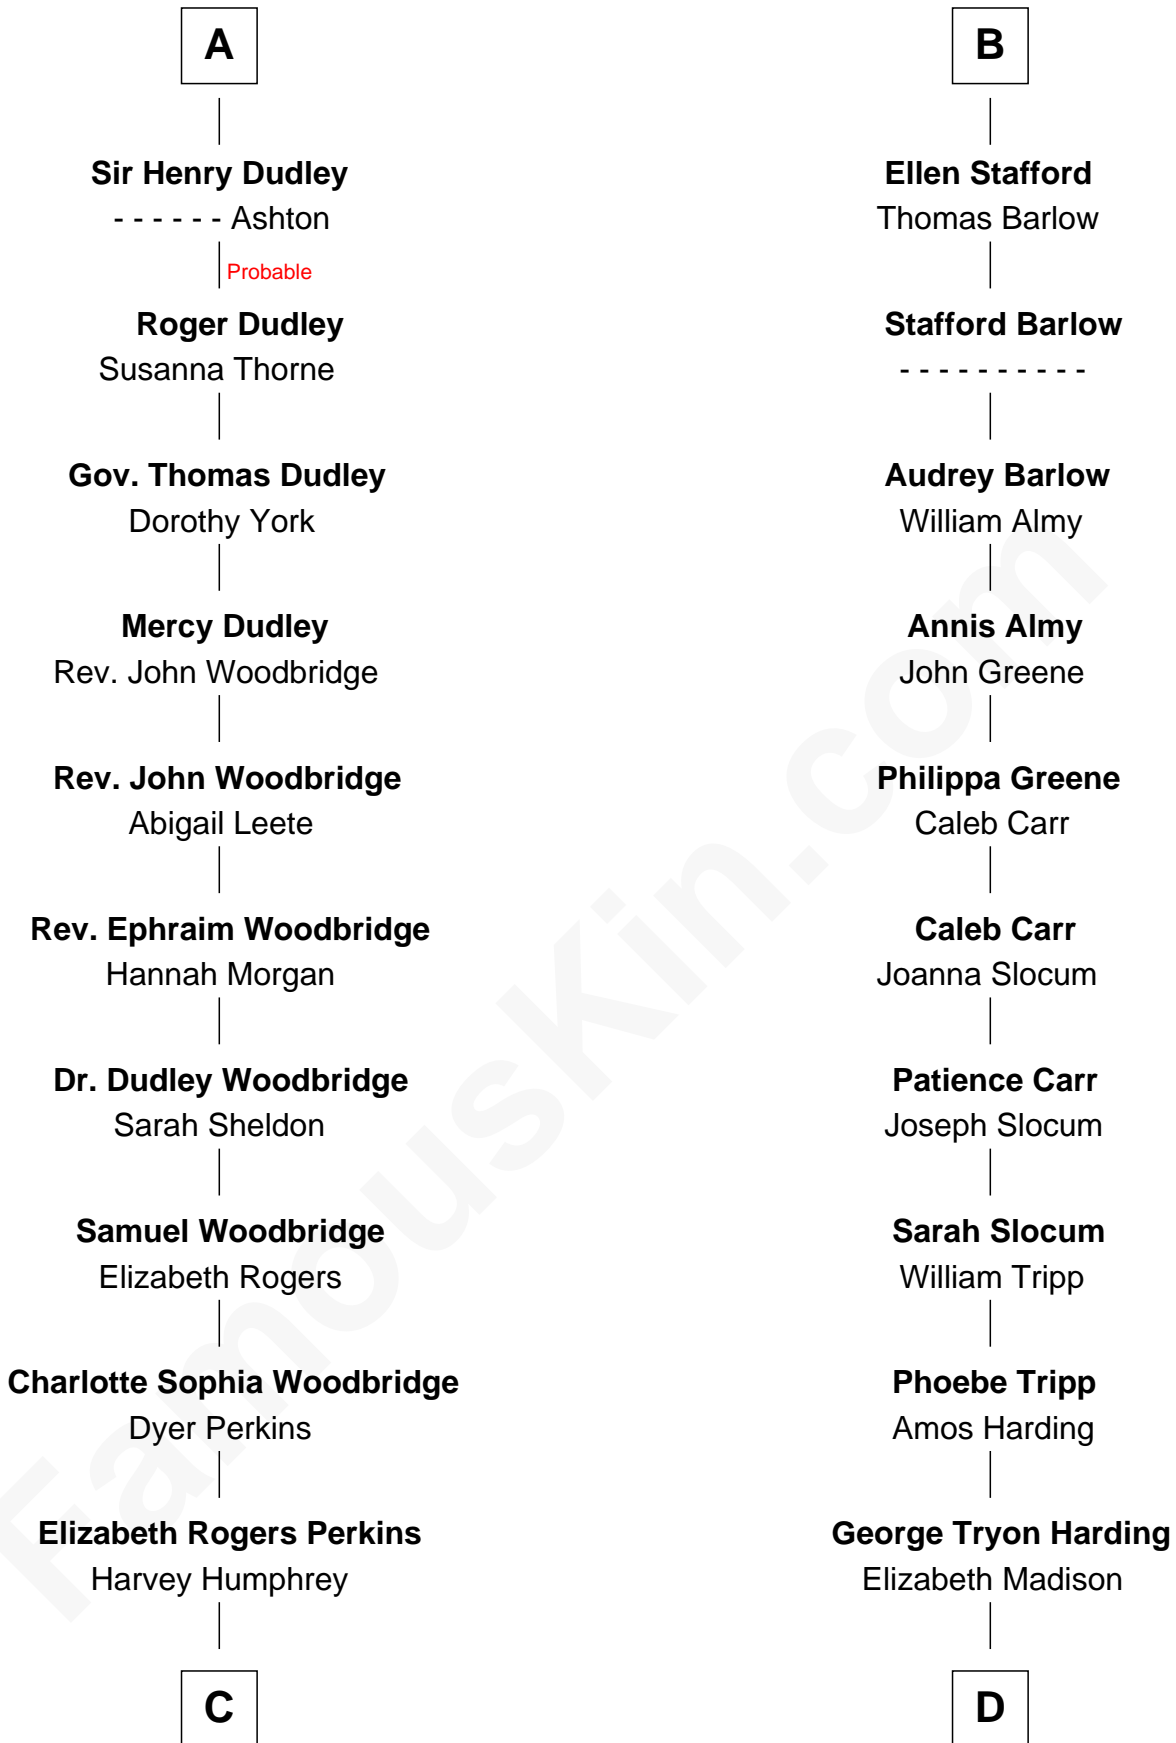 A
Sir Henry Dudley
- - - - - - Ashton
Probable
Roger Dudley
Susanna Thorne
Gov. Thomas Dudley
Dorothy York
Mercy Dudley
Rev. John Woodbridge
Rev. John Woodbridge
Abigail Leete
Rev. Ephraim Woodbridge
Hannah Morgan
Dr. Dudley Woodbridge
Sarah Sheldon
Samuel Woodbridge
Elizabeth Rogers
Charlotte Sophia Woodbridge
Dyer Perkins
Elizabeth Rogers Perkins
Harvey Humphrey
C
B
Ellen Stafford
Thomas Barlow
Stafford Barlow
- - - - - - - - - -
Audrey Barlow
William Almy
Annis Almy
John Greene
Philippa Greene
Caleb Carr
Caleb Carr
Joanna Slocum
Patience Carr
Joseph Slocum
Sarah Slocum
William Tripp
Phoebe Tripp
Amos Harding
George Tryon Harding
Elizabeth Madison
D
FamousKin.com